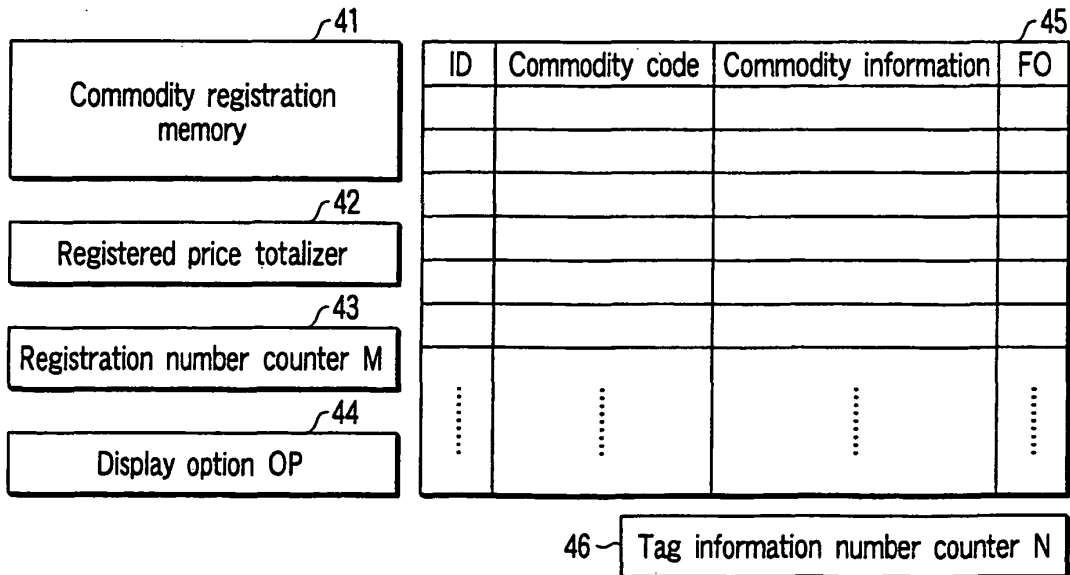 41
Commodity registration
memory
42
Registered price totalizer
43
Registration number counter M
44
Display option OP
45
ID Commodity code Commodity information FO
46 Tag information number counter N